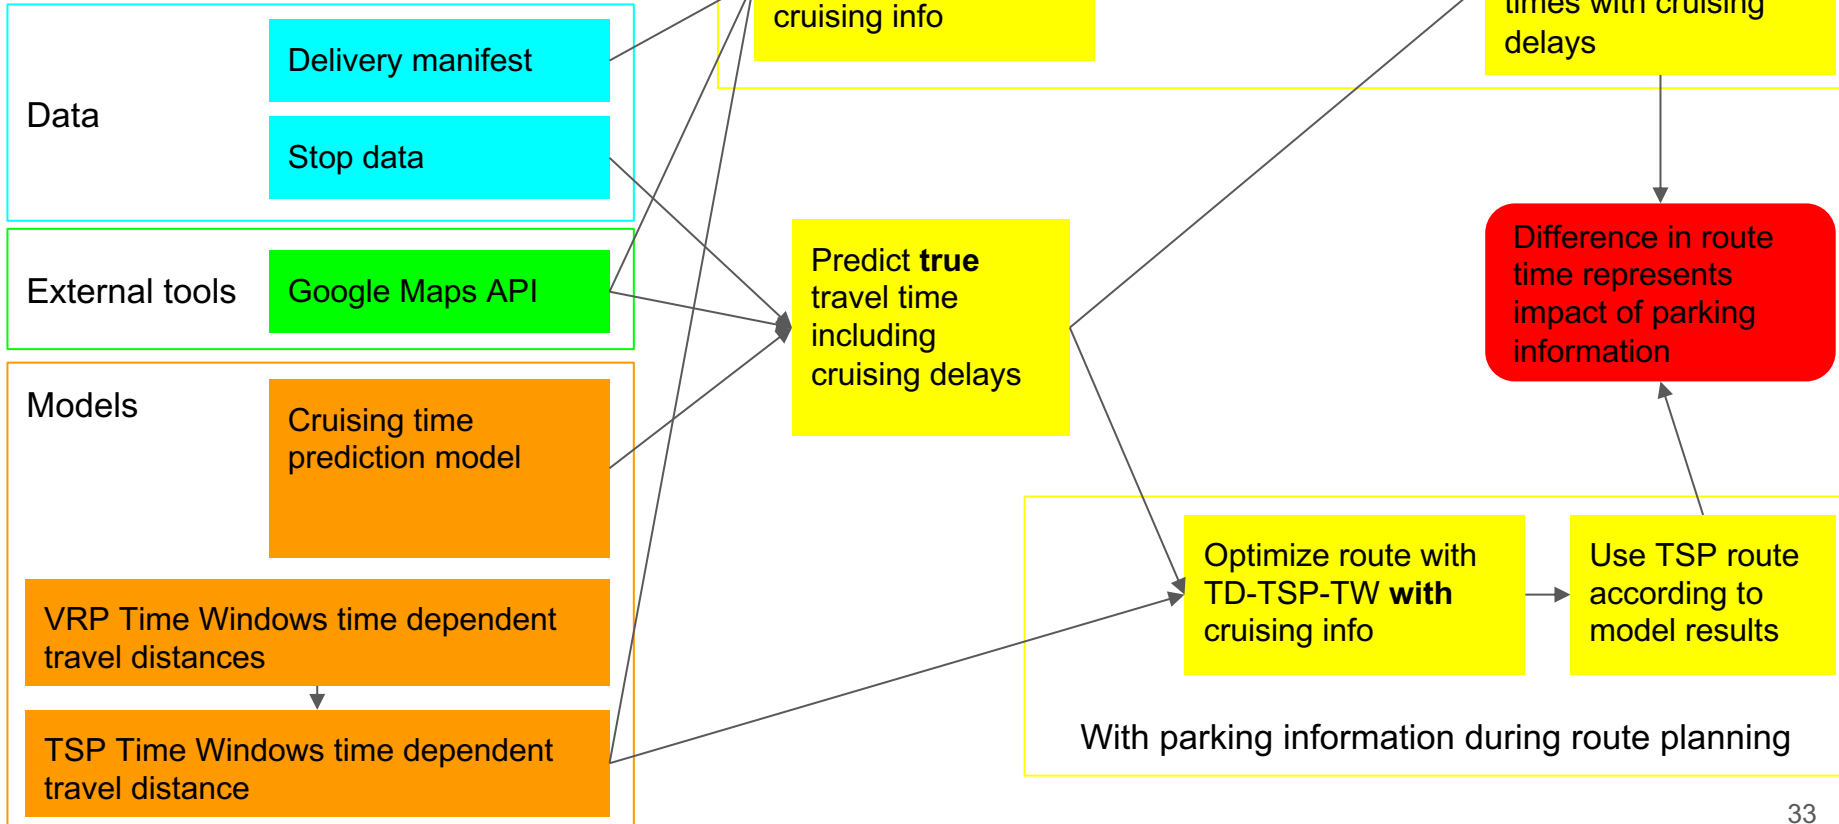 cruising info
times with cruising
delays
Data
Delivery manifest
Stop data
External tools
Google Maps API
Predict true
travel time
including
cruising delays
Difference in route
time represents
impact of parking
information
Models
Cruising time
prediction model
VRP Time Windows time dependent
travel distances
TSP Time Windows time dependent
travel distance
Optimize route with
TD-TSP-TW with
cruising info
Use TSP route
according to
model results
With parking information during route planning
33